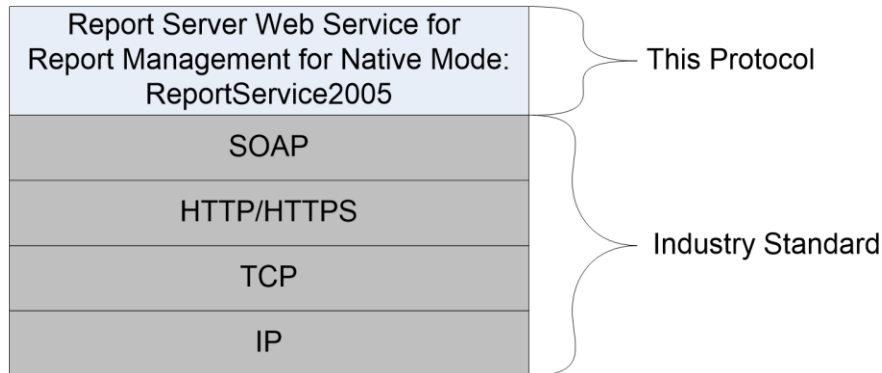 Report Server Web Service for
Report Management for Native Mode:
ReportService2005
This Protocol
SOAP
HTTP/HTTPS
TCP
IP
Industry Standard